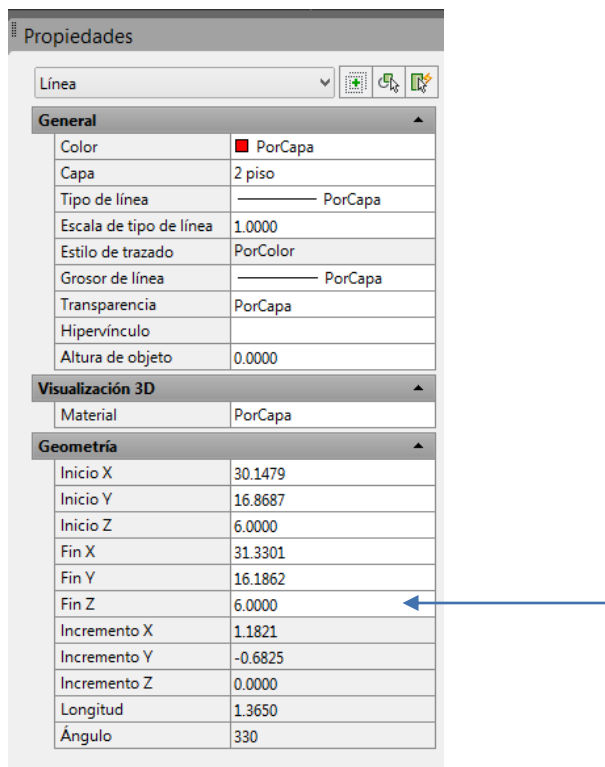 Propiedades
Línea
General
Color PorCapa
Capa 2 piso
Tipo de línea PorCapa
Escala de tipo de línea 1.0000
Estilo de trazado PorColor
Grosor de línea PorCapa
Transparencia PorCapa
Hipervínculo
Altura de objeto 0.0000
Visualización 3D
Material PorCapa
Geometría
Inicio X 30.1479
Inicio Y 16.8687
Inicio Z 6.0000
Fin X 31.3301
Fin Y 16.1862
Fin Z 6.0000
Incremento X 1.1821
Incremento Y -0.6825
Incremento Z 0.0000
Longitud 1.3650
Ángulo 330